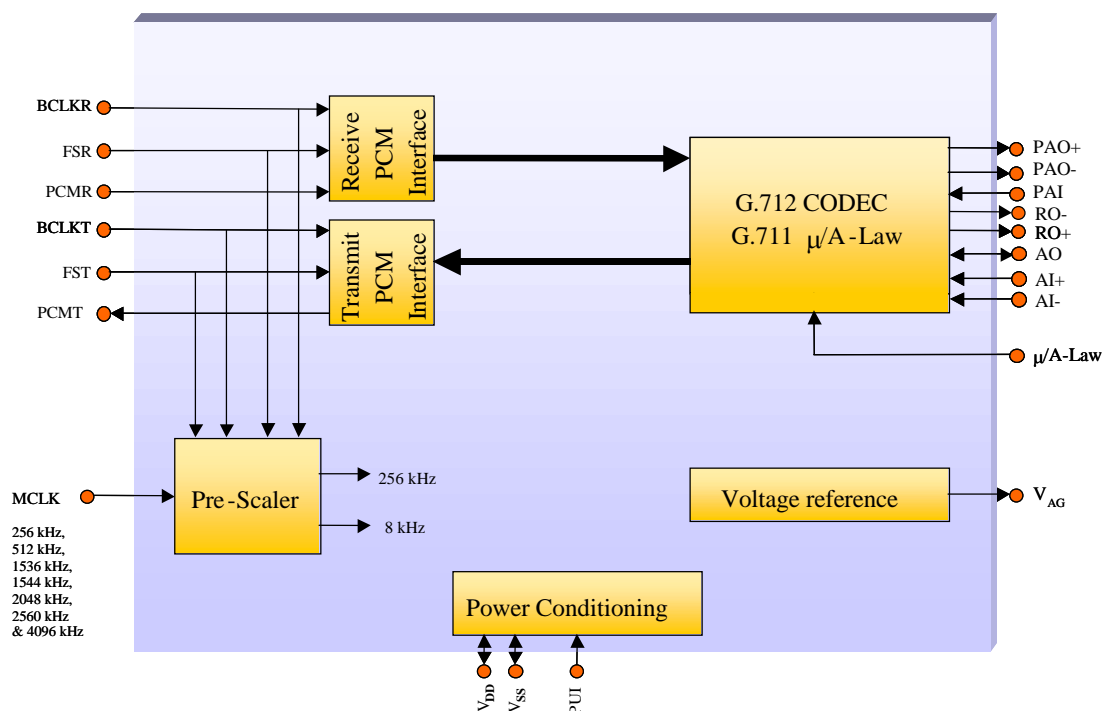 BCLKR
FSR
PCMR
BCLKT
FST
PCMT
Receive
PCM
Interface
Transmit
PCM
Interface
G.712 CODEC
G.711 μ/A-Law
PAO+
PAO-
PAI
RO-
RO+
AO
AI+
AI-
μ/A-Law
MCLK
256 kHz,
512 kHz,
1536 kHz,
1544 kHz,
2048 kHz,
2560 kHz
& 4096 kHz
Pre-Scaler
256 kHz
8 kHz
Voltage reference
VAG
Power Conditioning
VDD
VSS
PUI